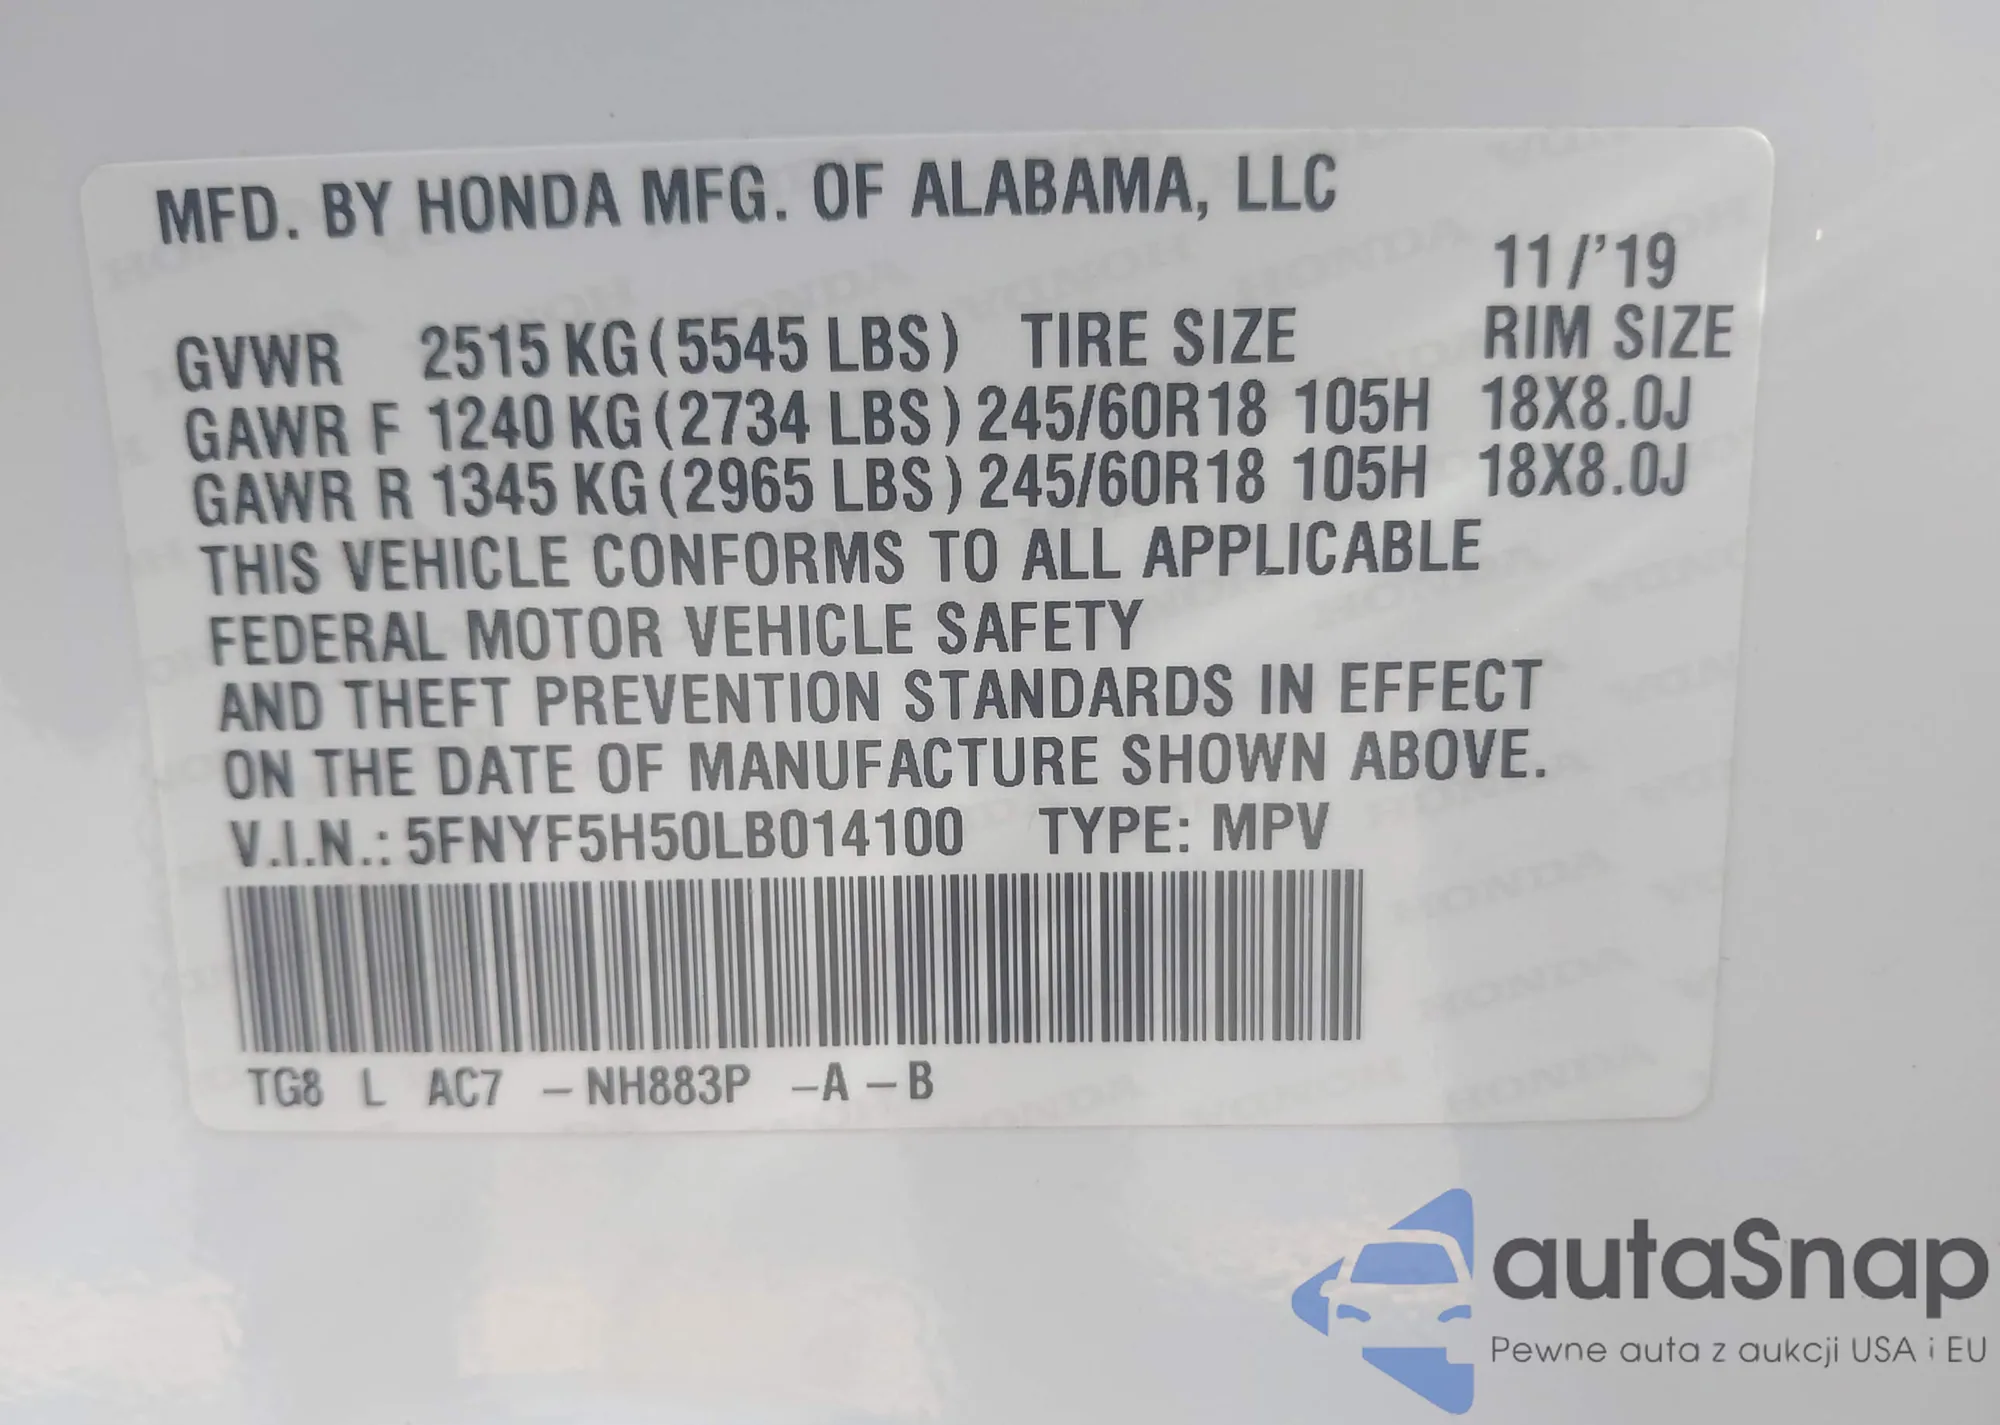 MFD. BY HONDA MFG. OF ALABAMA, LLC
11/'19
GVWR 2515 KG (5545 LBS) TIRE SIZE RIM SIZE
GAWR F 1240 KG (2734 LBS) 245/60R18 105H 18X8.0J
GAWR R 1345 KG (2965 LBS) 245/60R18 105H 18X8.0J
THIS VEHICLE CONFORMS TO ALL APPLICABLE
FEDERAL MOTOR VEHICLE SAFETY
AND THEFT PREVENTION STANDARDS IN EFFECT
ON THE DATE OF MANUFACTURE SHOWN ABOVE.
V.I.N.: 5FNYF5H50LB014100 TYPE: MPV
TG8 L AC7 –NH883P –A –B
autaSnap
Pewne auta z aukcji USA i EU